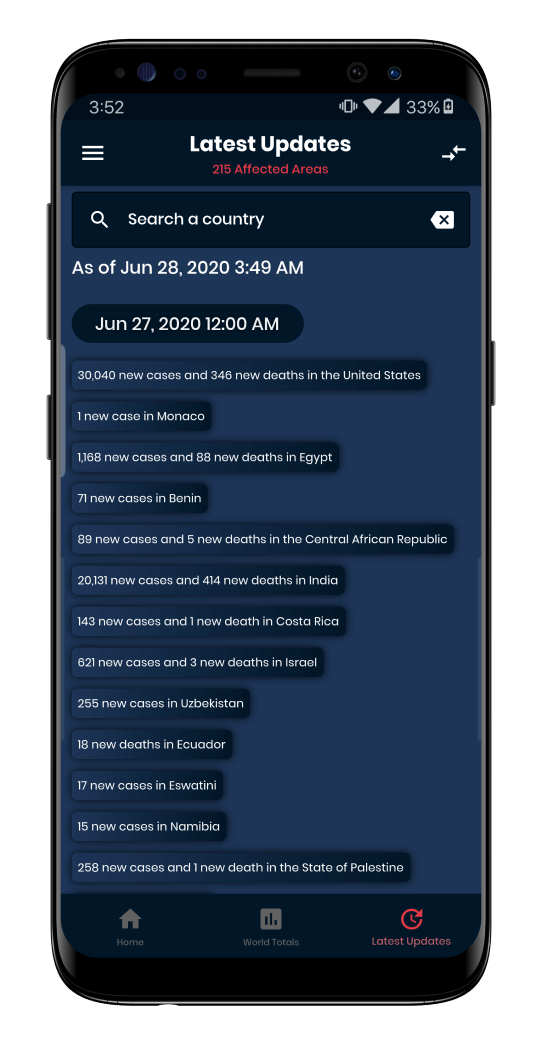 3:52
33%
Latest Updates
215 Affected Areas
Search a country
As of Jun 28, 2020 3:49 AM
Jun 27, 2020 12:00 AM
30,040 new cases and 346 new deaths in the United States
1 new case in Monaco
1,168 new cases and 88 new deaths in Egypt
71 new cases in Benin
89 new cases and 5 new deaths in the Central African Republic
20,131 new cases and 414 new deaths in India
143 new cases and 1 new death in Costa Rica
621 new cases and 3 new deaths in Israel
255 new cases in Uzbekistan
18 new deaths in Ecuador
17 new cases in Eswatini
15 new cases in Namibia
258 new cases and 1 new death in the State of Palestine
Home
World Totals
Latest Updates